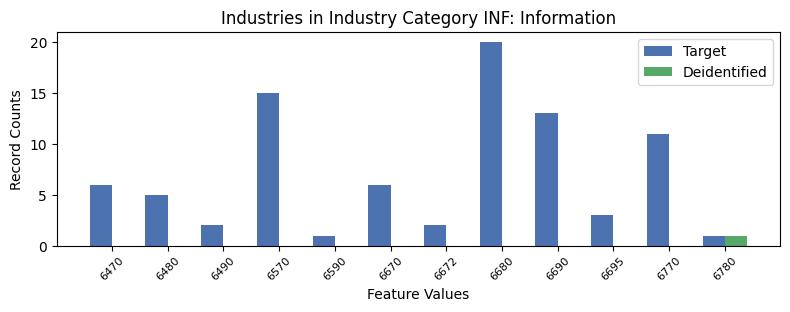 Industries in Industry Category INF: Information
Target
Deidentified
Record Counts
20
15
10
5
0
6470 6480 6490 6570 6590 6670 6672 6680 6690 6695 6770 6780
Feature Values